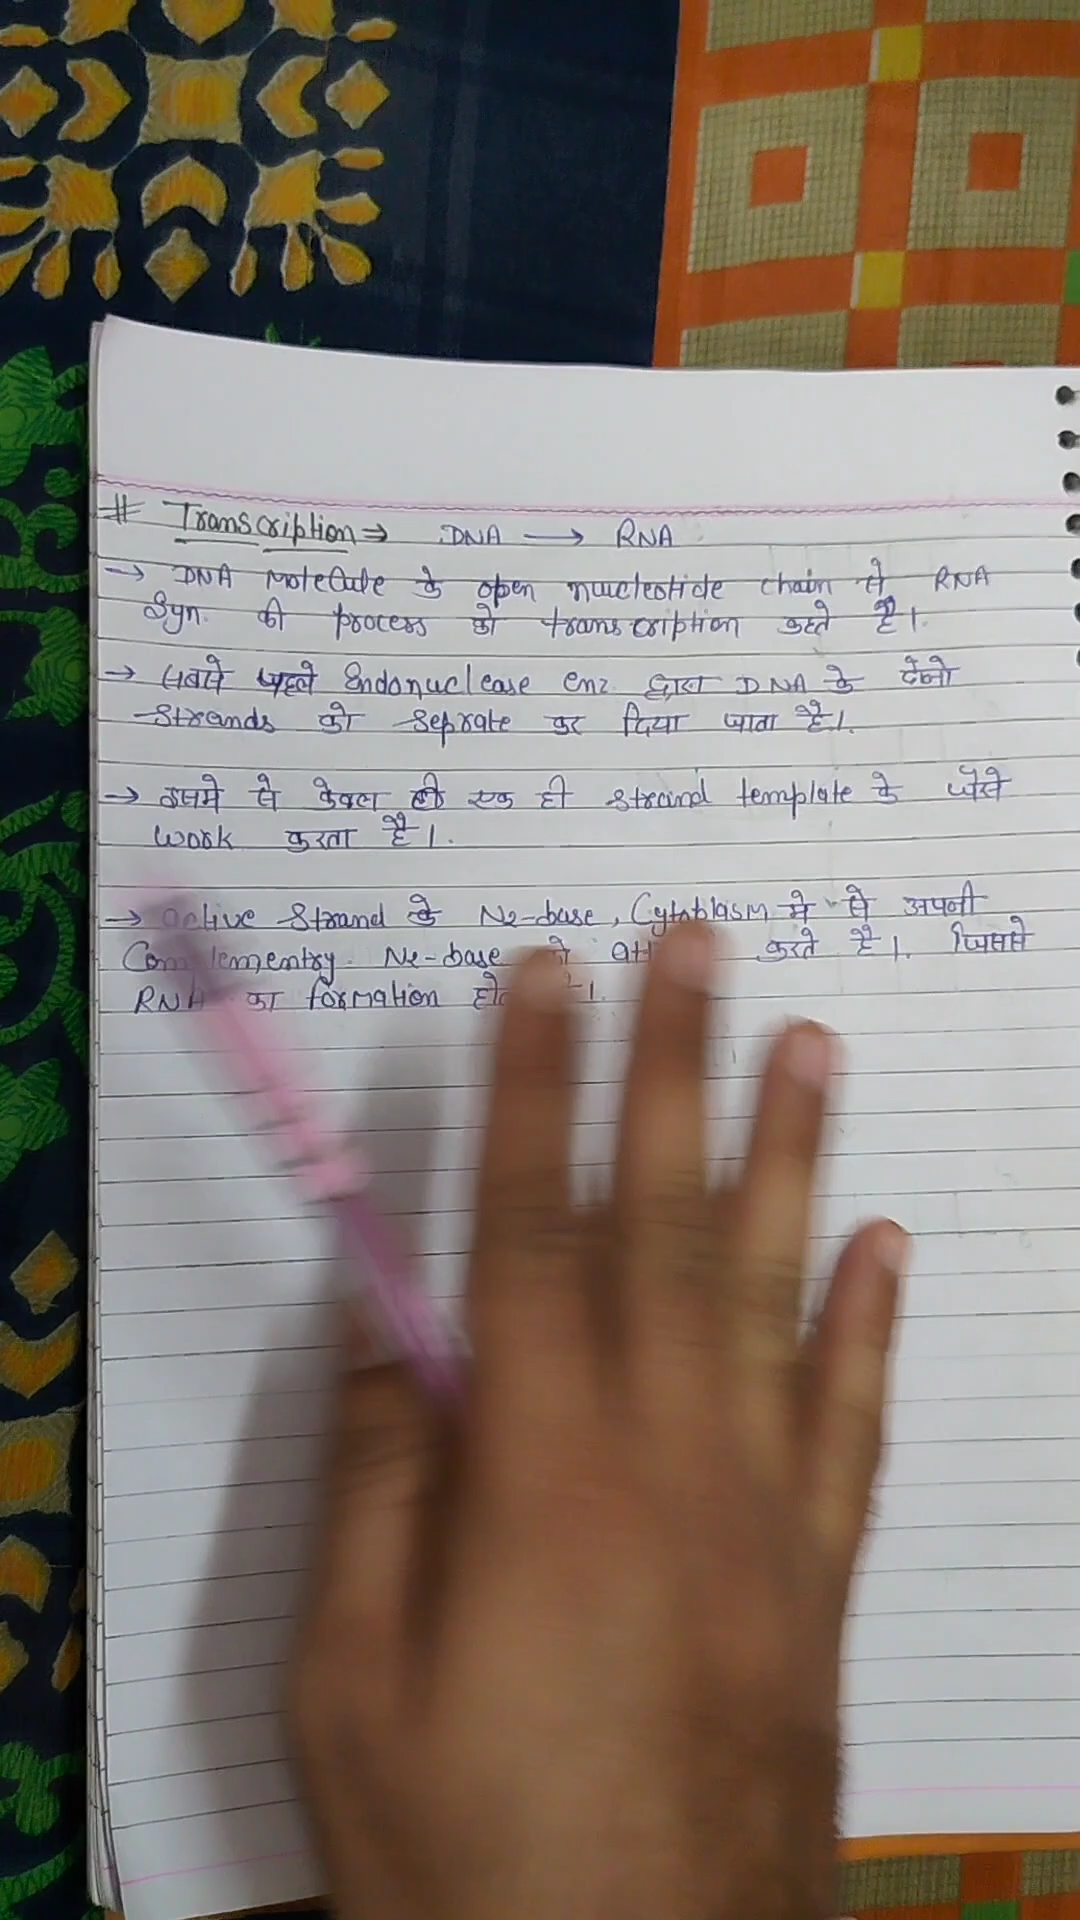 # Transcription ⇒ DNA → RNA
→ DNA Molecule के open nucleotide chain से RNA
Syn. की process को transcription कहते है।
→ सबसे पहले Endonuclease enz द्वारा DNA के दोनो
Strands को Seprate कर दिया जाता है।
→ इसमे से केवल एक ही strand template के जैसे
work करता है।
→ active Strand के N2-base, Cytoplasm मे से अपनी
N2-base को करते है। जिससे
RNA का formation